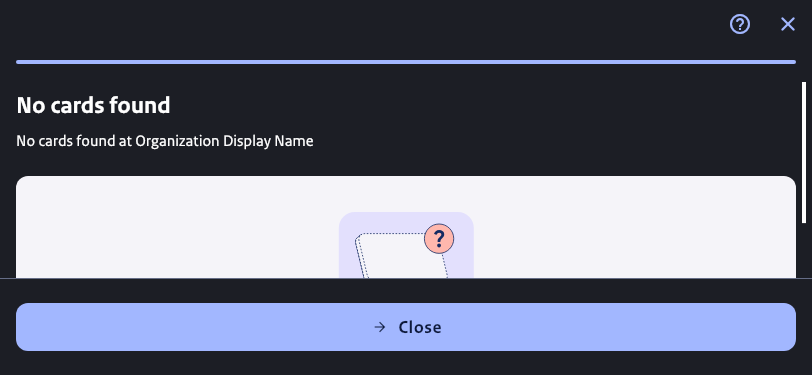 ?
No cards found
No cards found at Organization Display Name
?
Close